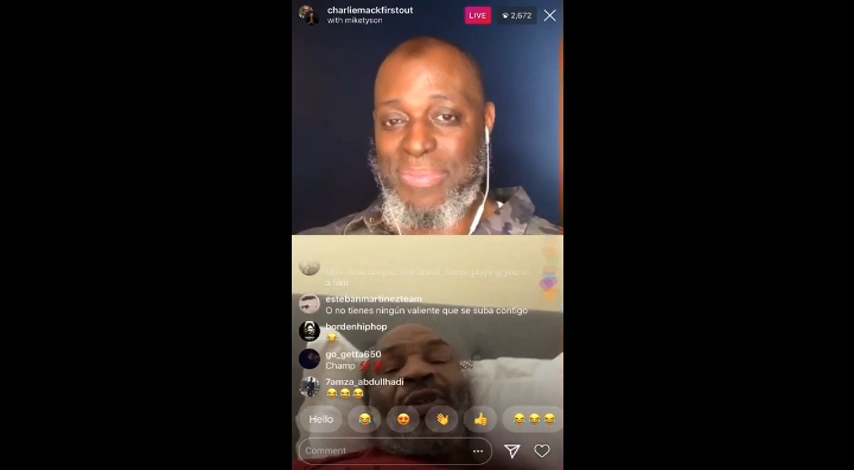 charliemackfirstout
with miketyson
LIVE
2,672
a film
estebanmartinezteam
O no tienes ningún valiente que se suba contigo
bordenhiphop
😂
go_getta650
Champ
7amza_abdullhadi
😂😂😂
Hello 😂 😍 👋 👍 😂😂😂
Comment